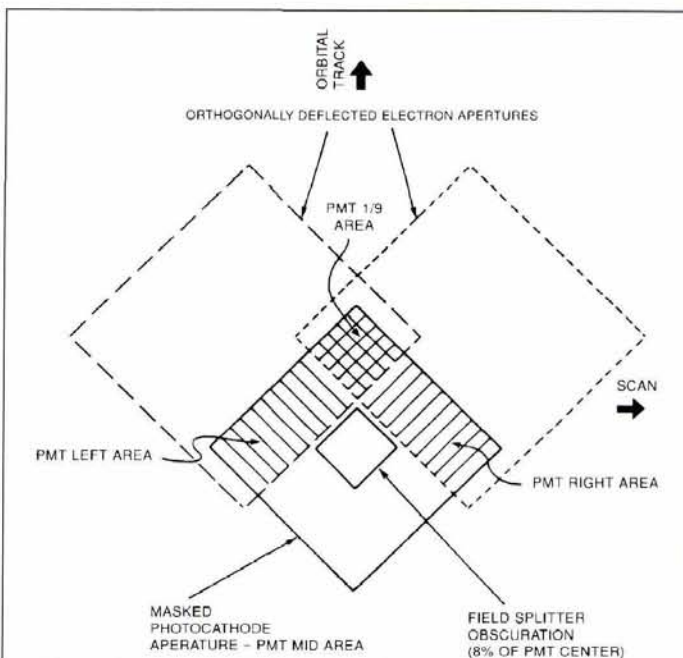 ORBITAL
TRACK
ORTHOGONALLY DEFLECTED ELECTRON APERTURES
PMT 1/9
AREA
SCAN
PMT LEFT AREA
PMT RIGHT AREA
MASKED
PHOTOCATHODE
APERATURE – PMT MID AREA
FIELD SPLITTER
OBSCURATION
(8% OF PMT CENTER)